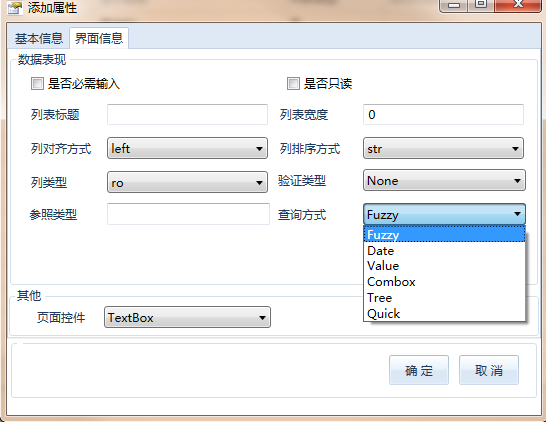 添加属性
基本信息 界面信息
数据表现
是否必需输入 是否只读
列表标题 列表宽度 0
列对齐方式 left 列排序方式 str
列类型 ro 验证类型 None
参照类型 查询方式 Fuzzy
Fuzzy
Date
Value
Combox
Tree
Quick
其他
页面控件 TextBox
确 定 取 消